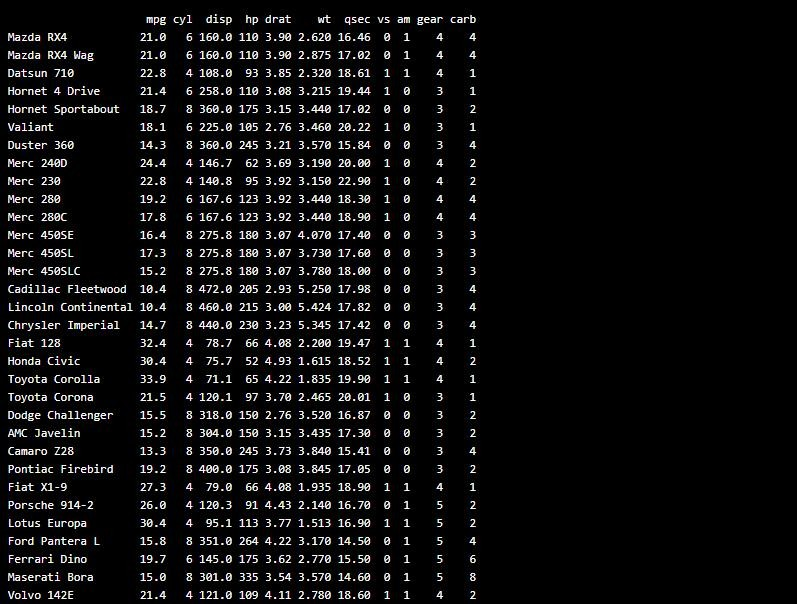 mpg cyl disp hp drat wt qsec vs am gear carb
Mazda RX4 21.0 6 160.0 110 3.90 2.620 16.46 0 1 4 4
Mazda RX4 Wag 21.0 6 160.0 110 3.90 2.875 17.02 0 1 4 4
Datsun 710 22.8 4 108.0 93 3.85 2.320 18.61 1 1 4 1
Hornet 4 Drive 21.4 6 258.0 110 3.08 3.215 19.44 1 0 3 1
Hornet Sportabout 18.7 8 360.0 175 3.15 3.440 17.02 0 0 3 2
Valiant 18.1 6 225.0 105 2.76 3.460 20.22 1 0 3 1
Duster 360 14.3 8 360.0 245 3.21 3.570 15.84 0 0 3 4
Merc 240D 24.4 4 146.7 62 3.69 3.190 20.00 1 0 4 2
Merc 230 22.8 4 140.8 95 3.92 3.150 22.90 1 0 4 2
Merc 280 19.2 6 167.6 123 3.92 3.440 18.30 1 0 4 4
Merc 280C 17.8 6 167.6 123 3.92 3.440 18.90 1 0 4 4
Merc 450SE 16.4 8 275.8 180 3.07 4.070 17.40 0 0 3 3
Merc 450SL 17.3 8 275.8 180 3.07 3.730 17.60 0 0 3 3
Merc 450SLC 15.2 8 275.8 180 3.07 3.780 18.00 0 0 3 3
Cadillac Fleetwood 10.4 8 472.0 205 2.93 5.250 17.98 0 0 3 4
Lincoln Continental 10.4 8 460.0 215 3.00 5.424 17.82 0 0 3 4
Chrysler Imperial 14.7 8 440.0 230 3.23 5.345 17.42 0 0 3 4
Fiat 128 32.4 4 78.7 66 4.08 2.200 19.47 1 1 4 1
Honda Civic 30.4 4 75.7 52 4.93 1.615 18.52 1 1 4 2
Toyota Corolla 33.9 4 71.1 65 4.22 1.835 19.90 1 1 4 1
Toyota Corona 21.5 4 120.1 97 3.70 2.465 20.01 1 0 3 1
Dodge Challenger 15.5 8 318.0 150 2.76 3.520 16.87 0 0 3 2
AMC Javelin 15.2 8 304.0 150 3.15 3.435 17.30 0 0 3 2
Camaro Z28 13.3 8 350.0 245 3.73 3.840 15.41 0 0 3 4
Pontiac Firebird 19.2 8 400.0 175 3.08 3.845 17.05 0 0 3 2
Fiat X1-9 27.3 4 79.0 66 4.08 1.935 18.90 1 1 4 1
Porsche 914-2 26.0 4 120.3 91 4.43 2.140 16.70 0 1 5 2
Lotus Europa 30.4 4 95.1 113 3.77 1.513 16.90 1 1 5 2
Ford Pantera L 15.8 8 351.0 264 4.22 3.170 14.50 0 1 5 4
Ferrari Dino 19.7 6 145.0 175 3.62 2.770 15.50 0 1 5 6
Maserati Bora 15.0 8 301.0 335 3.54 3.570 14.60 0 1 5 8
Volvo 142E 21.4 4 121.0 109 4.11 2.780 18.60 1 1 4 2